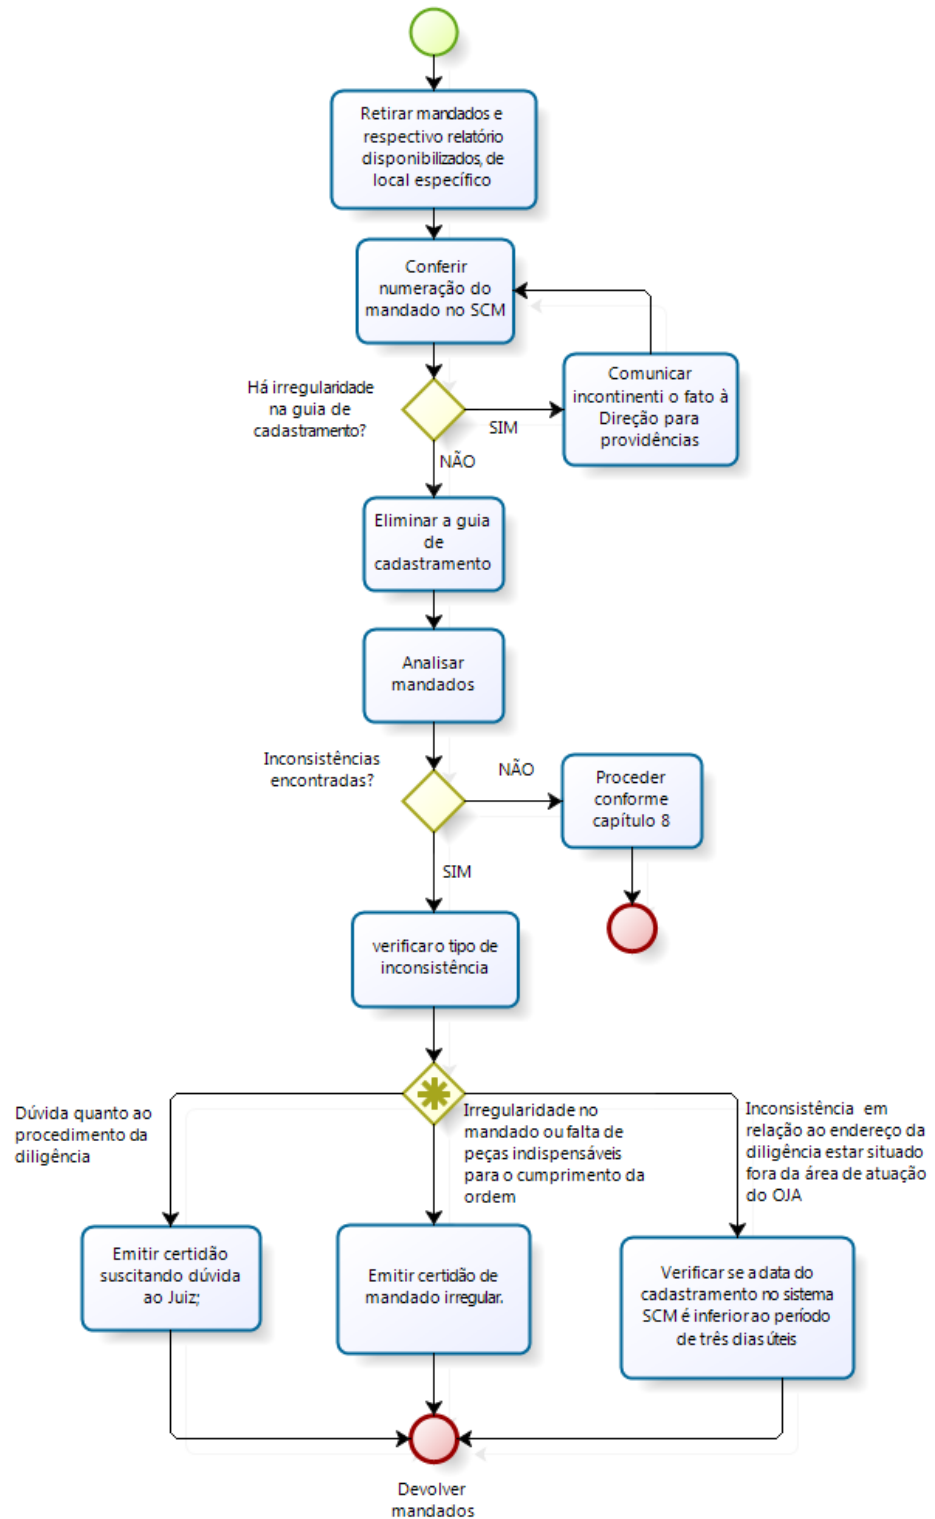 Retirar mandados e
respectivo relatório
disponibilizados, de
local específico
Conferir
numeração do
mandado no SCM
Há irregularidade
na guia de
cadastramento?
SIM
Comunicar
incontinenti o fato à
Direção para
providências
NÃO
Eliminar a guia
de
cadastramento
Analisar
mandados
Inconsistências
encontradas?
NÃO
Proceder
conforme
capítulo 8
SIM
verificar o tipo de
inconsistência
Dúvida quanto ao
procedimento da
diligência
Irregularidade no
mandado ou falta de
peças indispensáveis
para o cumprimento da
ordem
Inconsistência em
relação ao endereço da
diligência estar situado
fora da área de atuação
do OJA
Emitir certidão
suscitando dúvida
ao Juiz;
Emitir certidão de
mandado irregular.
Verificar se a data do
cadastramento no sistema
SCM é inferior ao período
de três dias úteis
Devolver
mandados